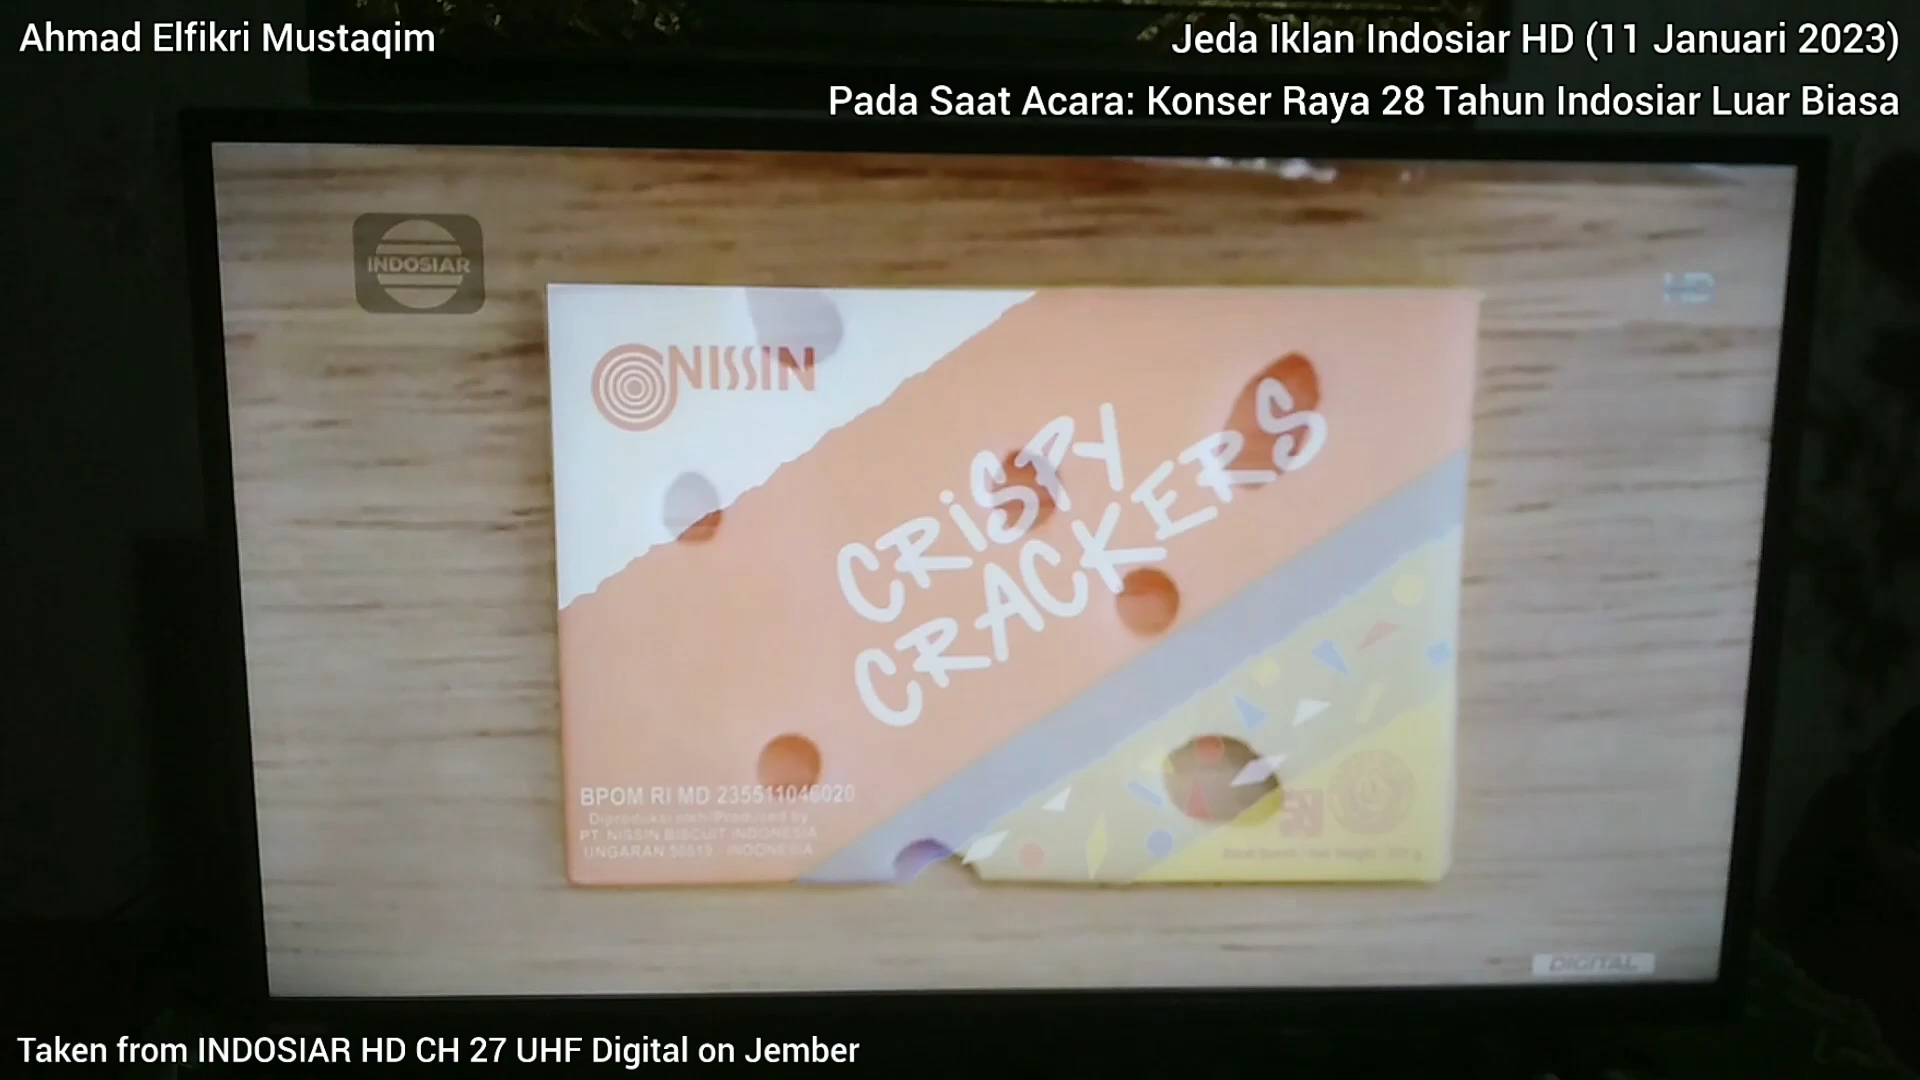 Ahmad Elfikri Mustaqim
Jeda Iklan Indosiar HD (11 Januari 2023)
Pada Saat Acara: Konser Raya 28 Tahun Indosiar Luar Biasa
INDOSIAR
HD
NISSIN
CRiSPY
CRACKERS
BPOM RI MD 235511046020
Diproduksi oleh/Produced by
PT. NISSIN BISCUIT INDONESIA
UNGARAN 50519 - INDONESIA
DIGITAL
Taken from INDOSIAR HD CH 27 UHF Digital on Jember